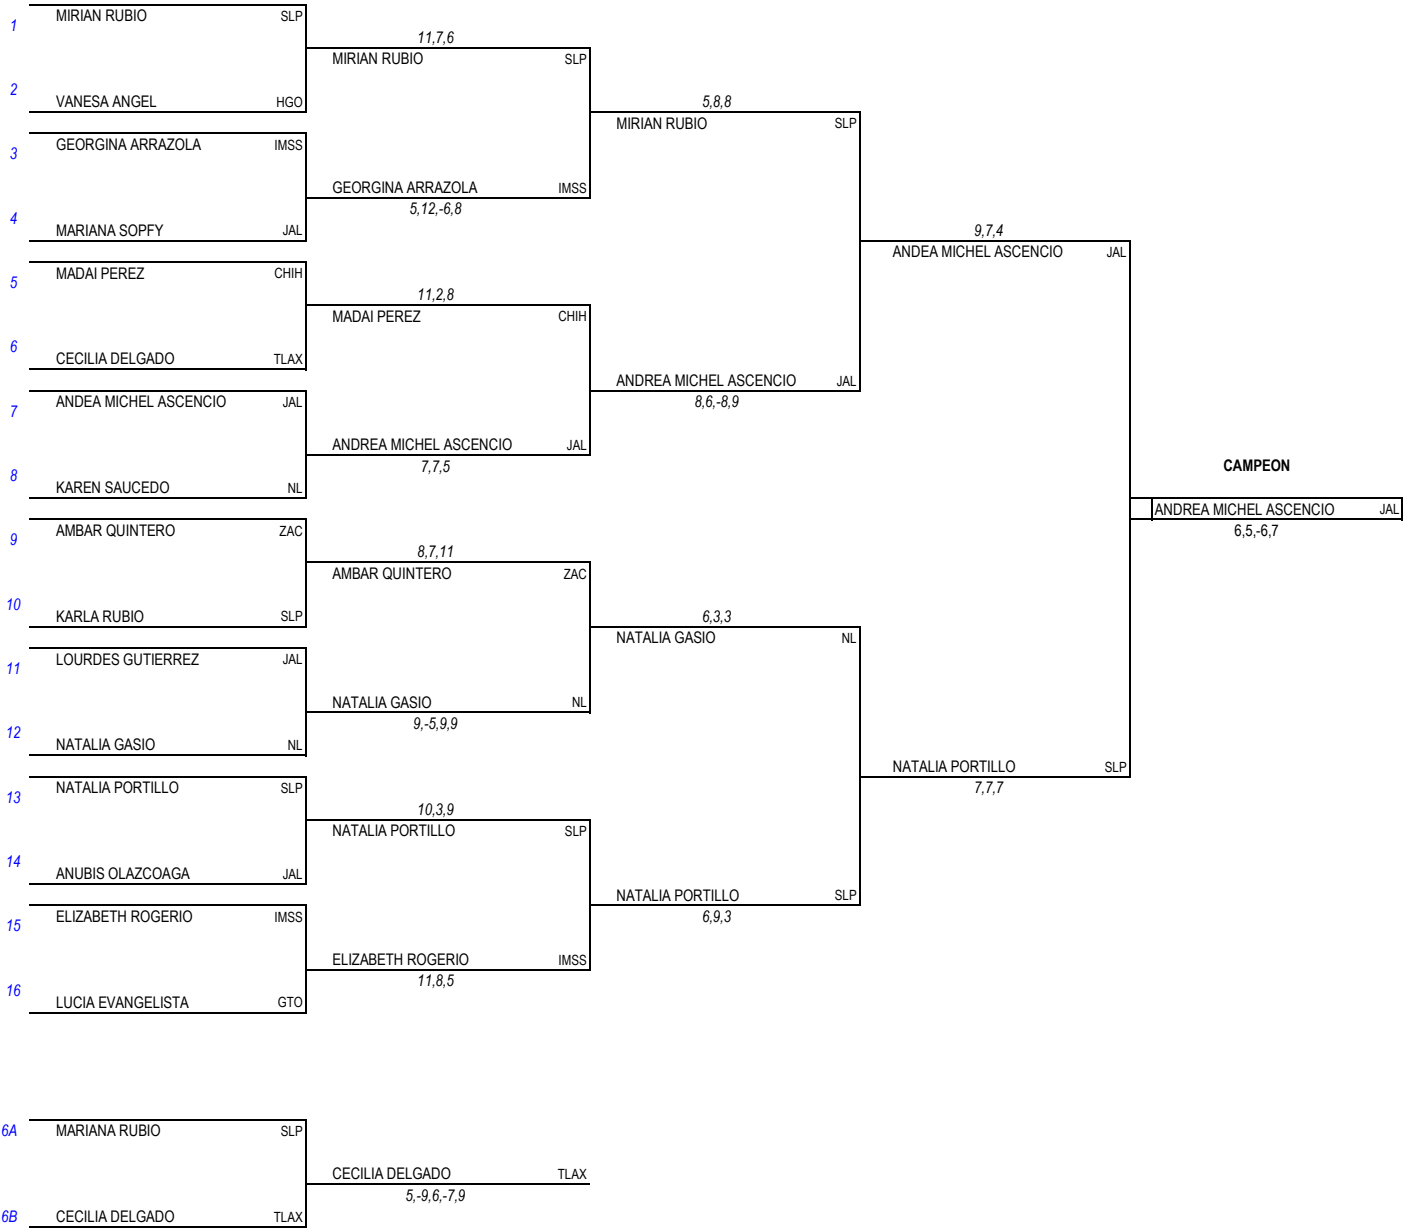 1 MIRIAN RUBIO SLP
11,7,6
MIRIAN RUBIO SLP
2 VANESA ANGEL HGO
5,8,8
MIRIAN RUBIO SLP
3 GEORGINA ARRAZOLA IMSS
GEORGINA ARRAZOLA IMSS
5,12,-6,8
4 MARIANA SOPFY JAL
9,7,4
ANDEA MICHEL ASCENCIO JAL
5 MADAI PEREZ CHIH
11,2,8
MADAI PEREZ CHIH
6 CECILIA DELGADO TLAX
ANDREA MICHEL ASCENCIO JAL
8,6,-8,9
7 ANDEA MICHEL ASCENCIO JAL
ANDREA MICHEL ASCENCIO JAL
7,7,5
8 KAREN SAUCEDO NL
CAMPEON
ANDREA MICHEL ASCENCIO JAL
6,5,-6,7
9 AMBAR QUINTERO ZAC
8,7,11
AMBAR QUINTERO ZAC
10 KARLA RUBIO SLP
6,3,3
NATALIA GASIO NL
11 LOURDES GUTIERREZ JAL
NATALIA GASIO NL
9,-5,9,9
12 NATALIA GASIO NL
NATALIA PORTILLO SLP
7,7,7
13 NATALIA PORTILLO SLP
10,3,9
NATALIA PORTILLO SLP
14 ANUBIS OLAZCOAGA JAL
NATALIA PORTILLO SLP
6,9,3
15 ELIZABETH ROGERIO IMSS
ELIZABETH ROGERIO IMSS
11,8,5
16 LUCIA EVANGELISTA GTO
6A MARIANA RUBIO SLP
CECILIA DELGADO TLAX
5,-9,6,-7,9
6B CECILIA DELGADO TLAX